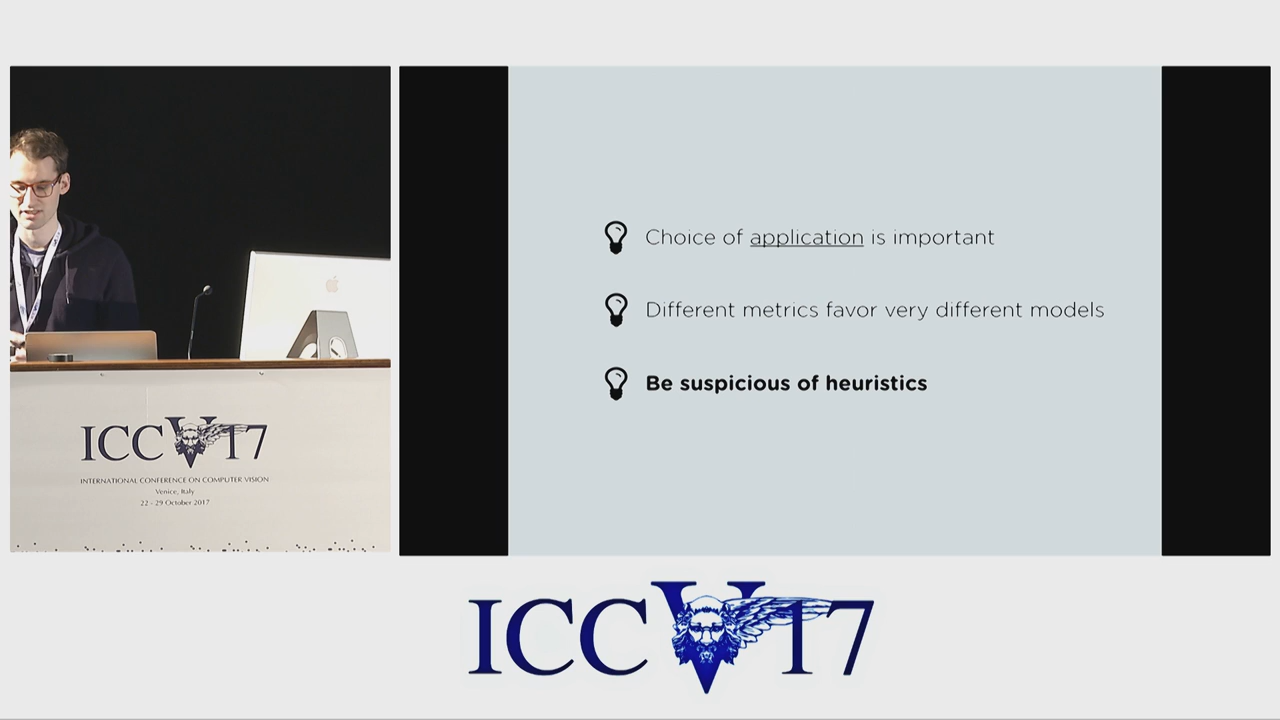 Choice of application is important
Different metrics favor very different models
Be suspicious of heuristics
ICCV17
INTERNATIONAL CONFERENCE ON COMPUTER VISION
Venice, Italy
22 - 29 October 2017
ICCV17